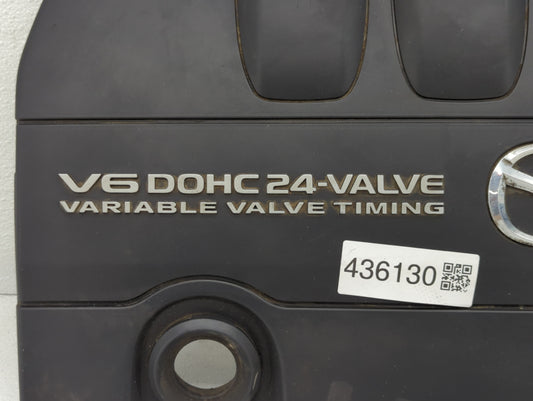 V6 DOHC 24-VALVE
VARIABLE VALVE TIMING
436130